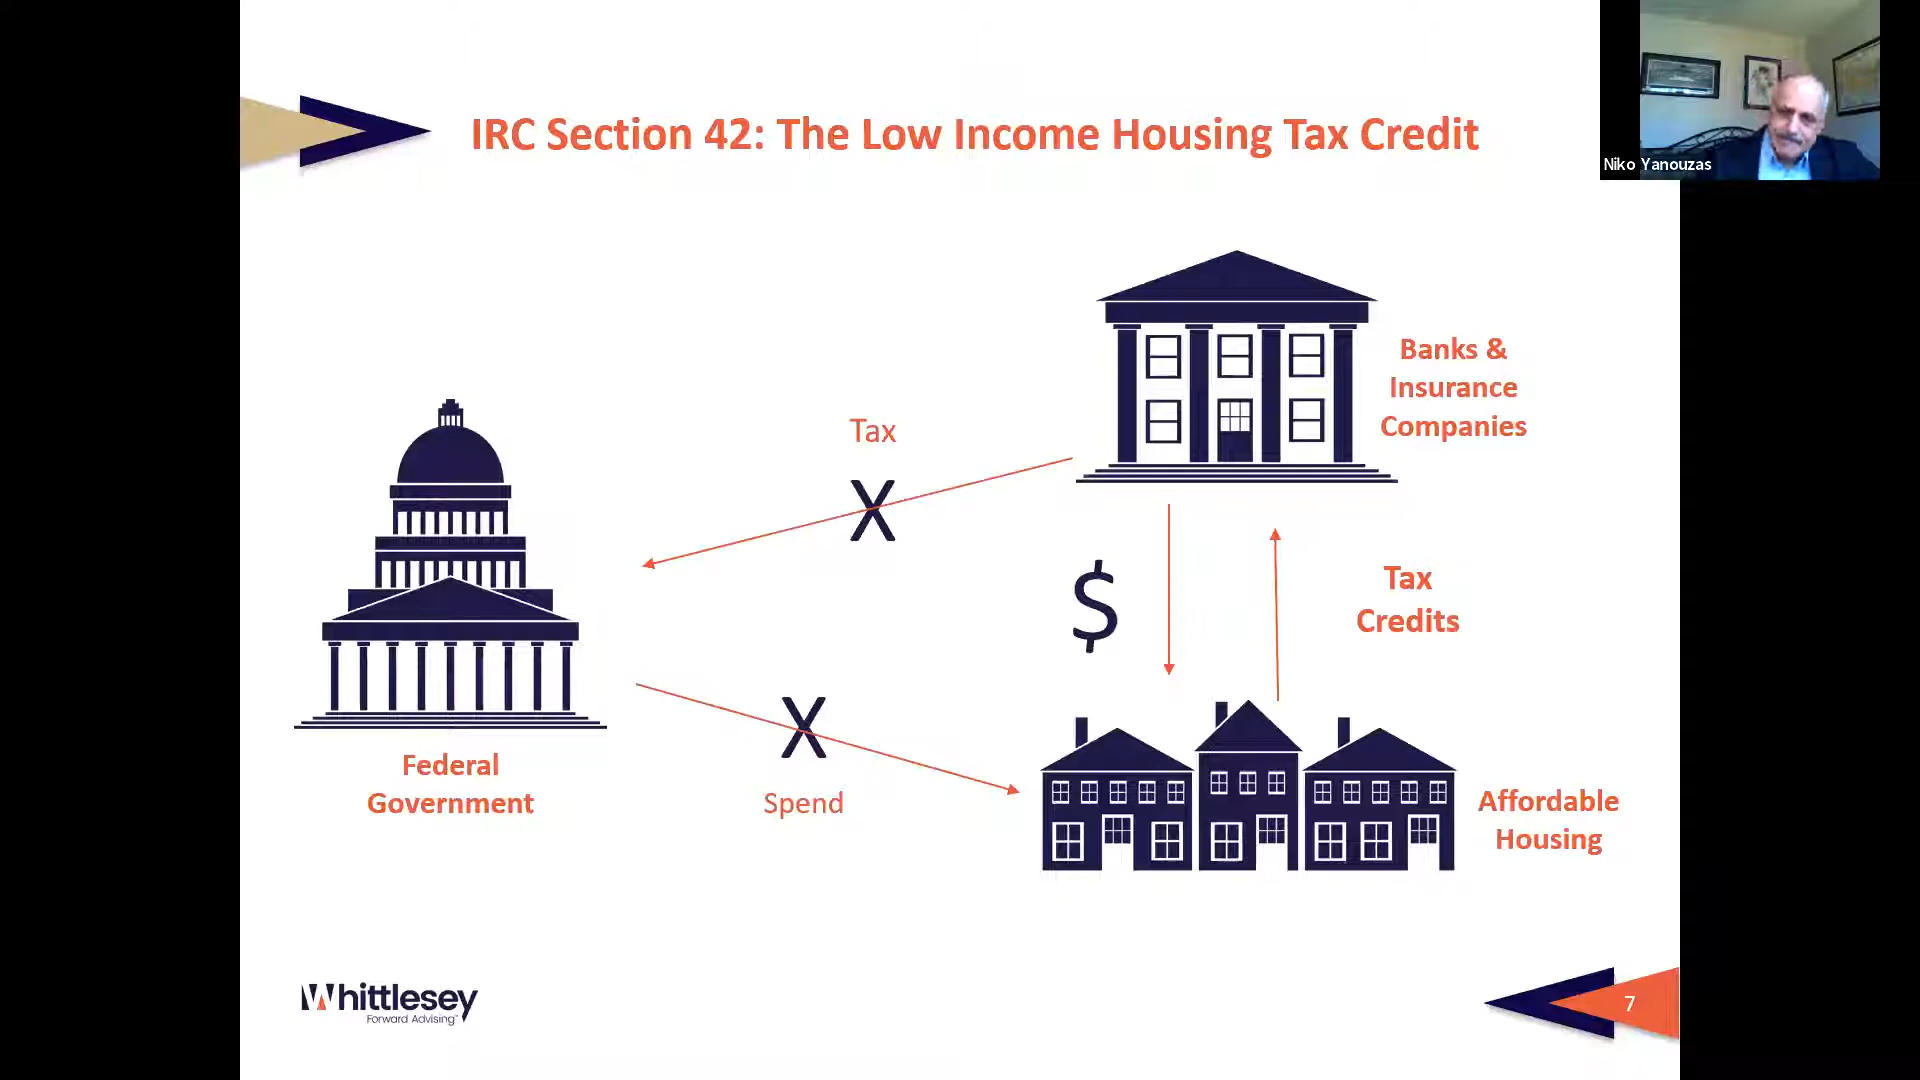 IRC Section 42: The Low Income Housing Tax Credit
Niko Yanouzas
Banks &
Insurance
Companies
Tax
X
$
Tax
Credits
X
Spend
Federal
Government
Affordable
Housing
Whittlesey
Forward Advising™
7